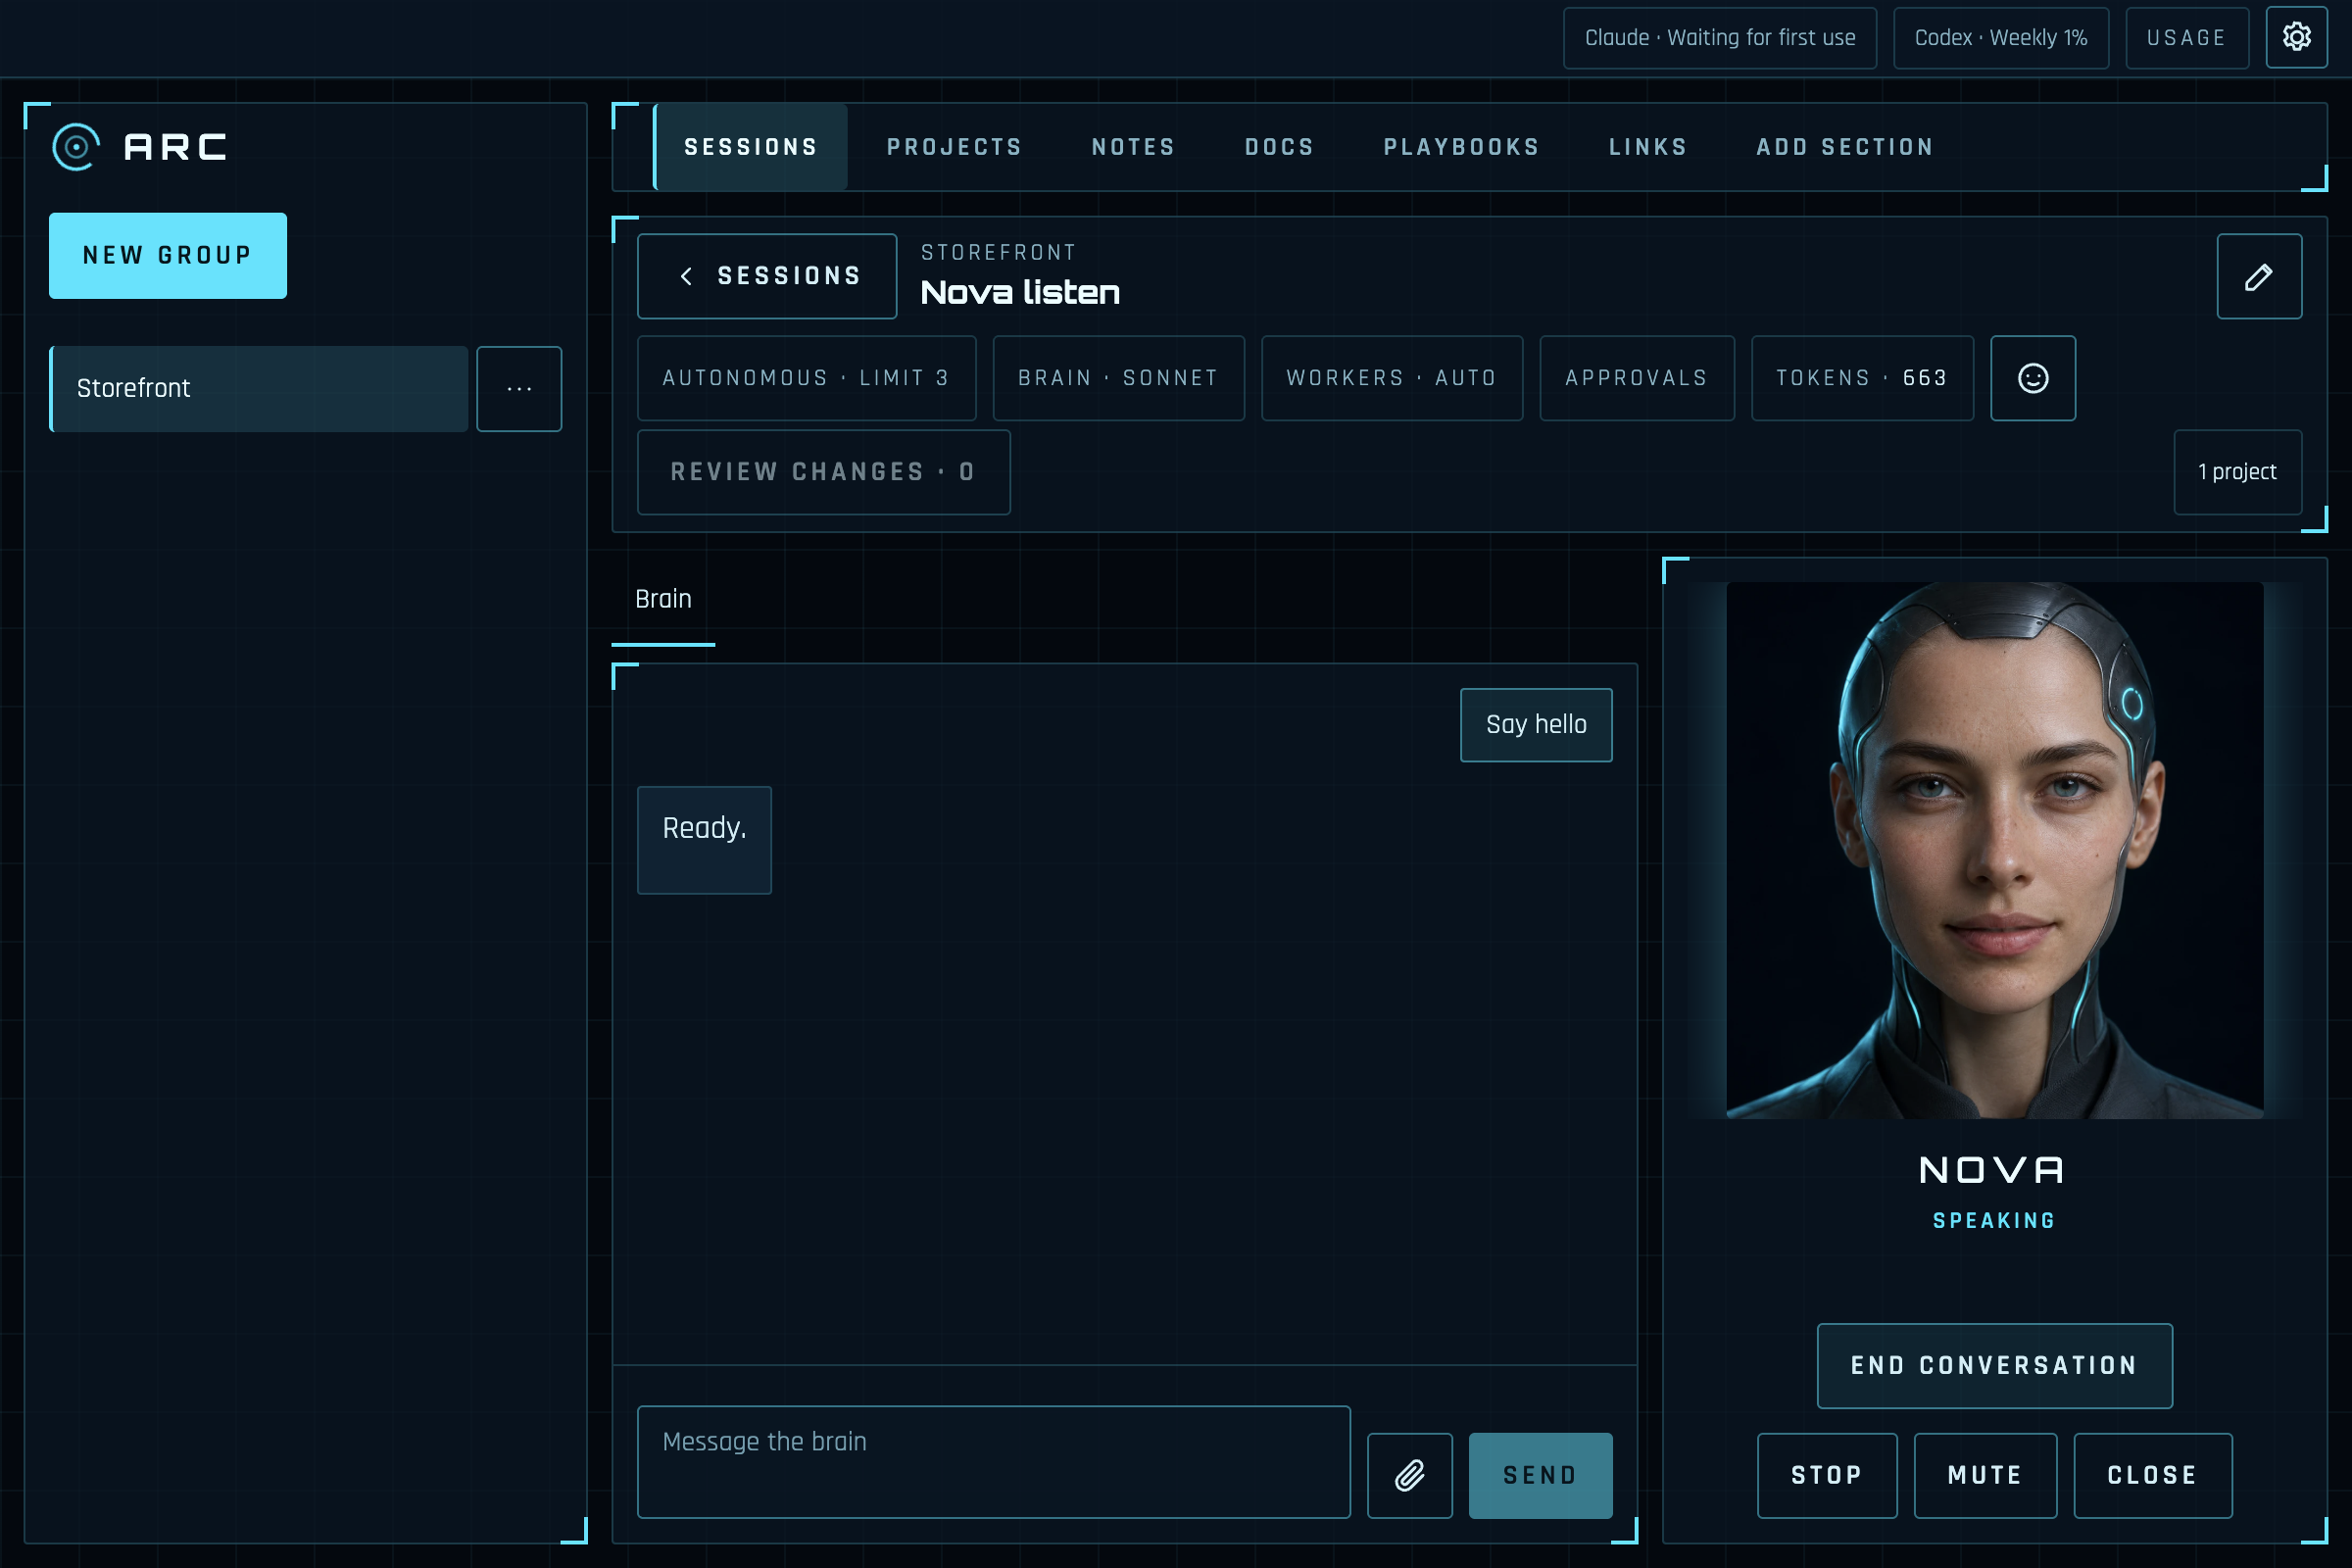 Claude · Waiting for first use
Codex · Weekly 1%
USAGE
ARC
NEW GROUP
Storefront
...
SESSIONS
PROJECTS
NOTES
DOCS
PLAYBOOKS
LINKS
ADD SECTION
SESSIONS
STOREFRONT
Nova listen
AUTONOMOUS · LIMIT 3
BRAIN · SONNET
WORKERS · AUTO
APPROVALS
TOKENS · 663
REVIEW CHANGES · 0
1 project
Brain
Say hello
Ready.
Message the brain
SEND
NOVA
SPEAKING
END CONVERSATION
STOP
MUTE
CLOSE